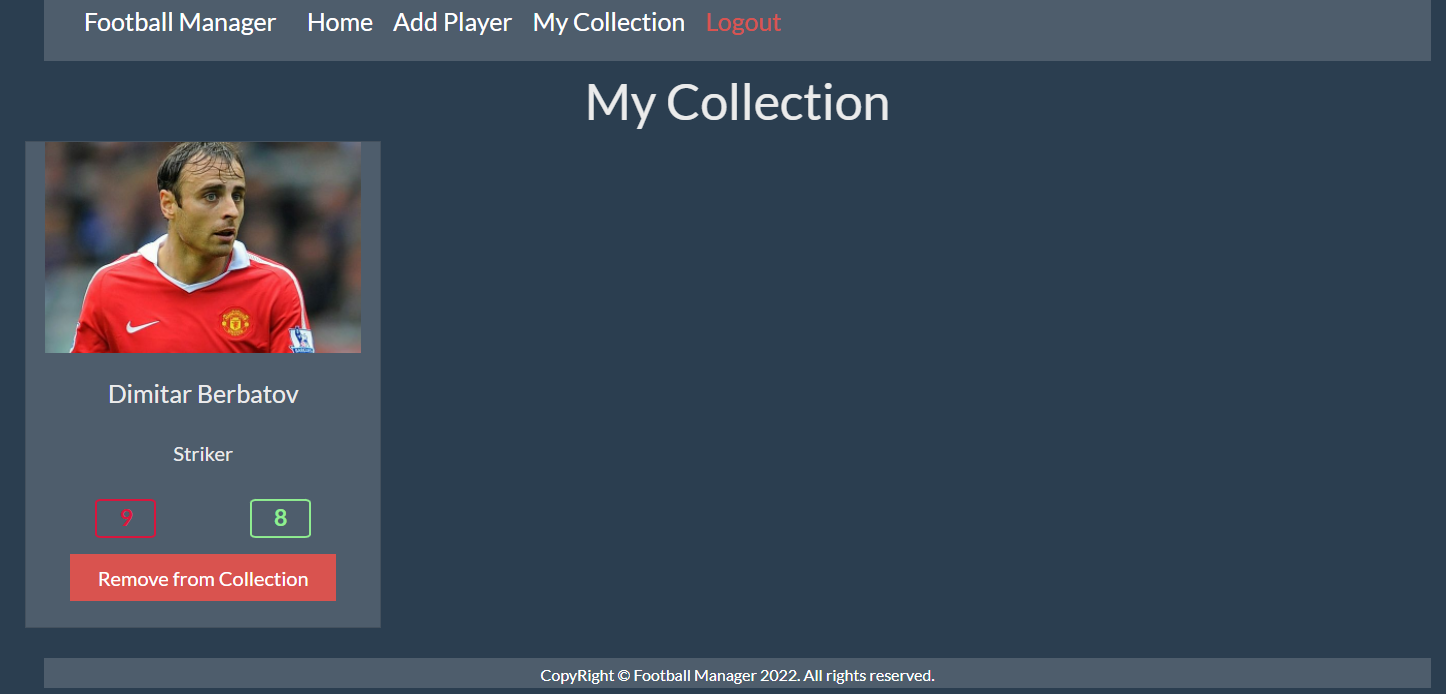 Football Manager Home Add Player My Collection Logout
My Collection
Dimitar Berbatov
Striker
9 8
Remove from Collection
CopyRight © Football Manager 2022. All rights reserved.